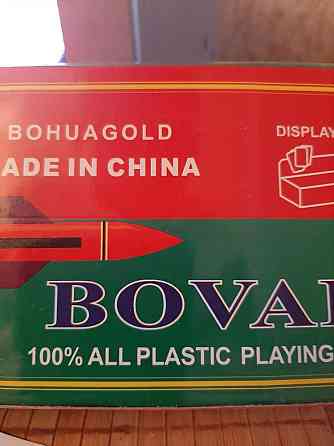 BOHUAGOLD
DISPLAY
ADE IN CHINA
BOVA
100% ALL PLASTIC PLAYING